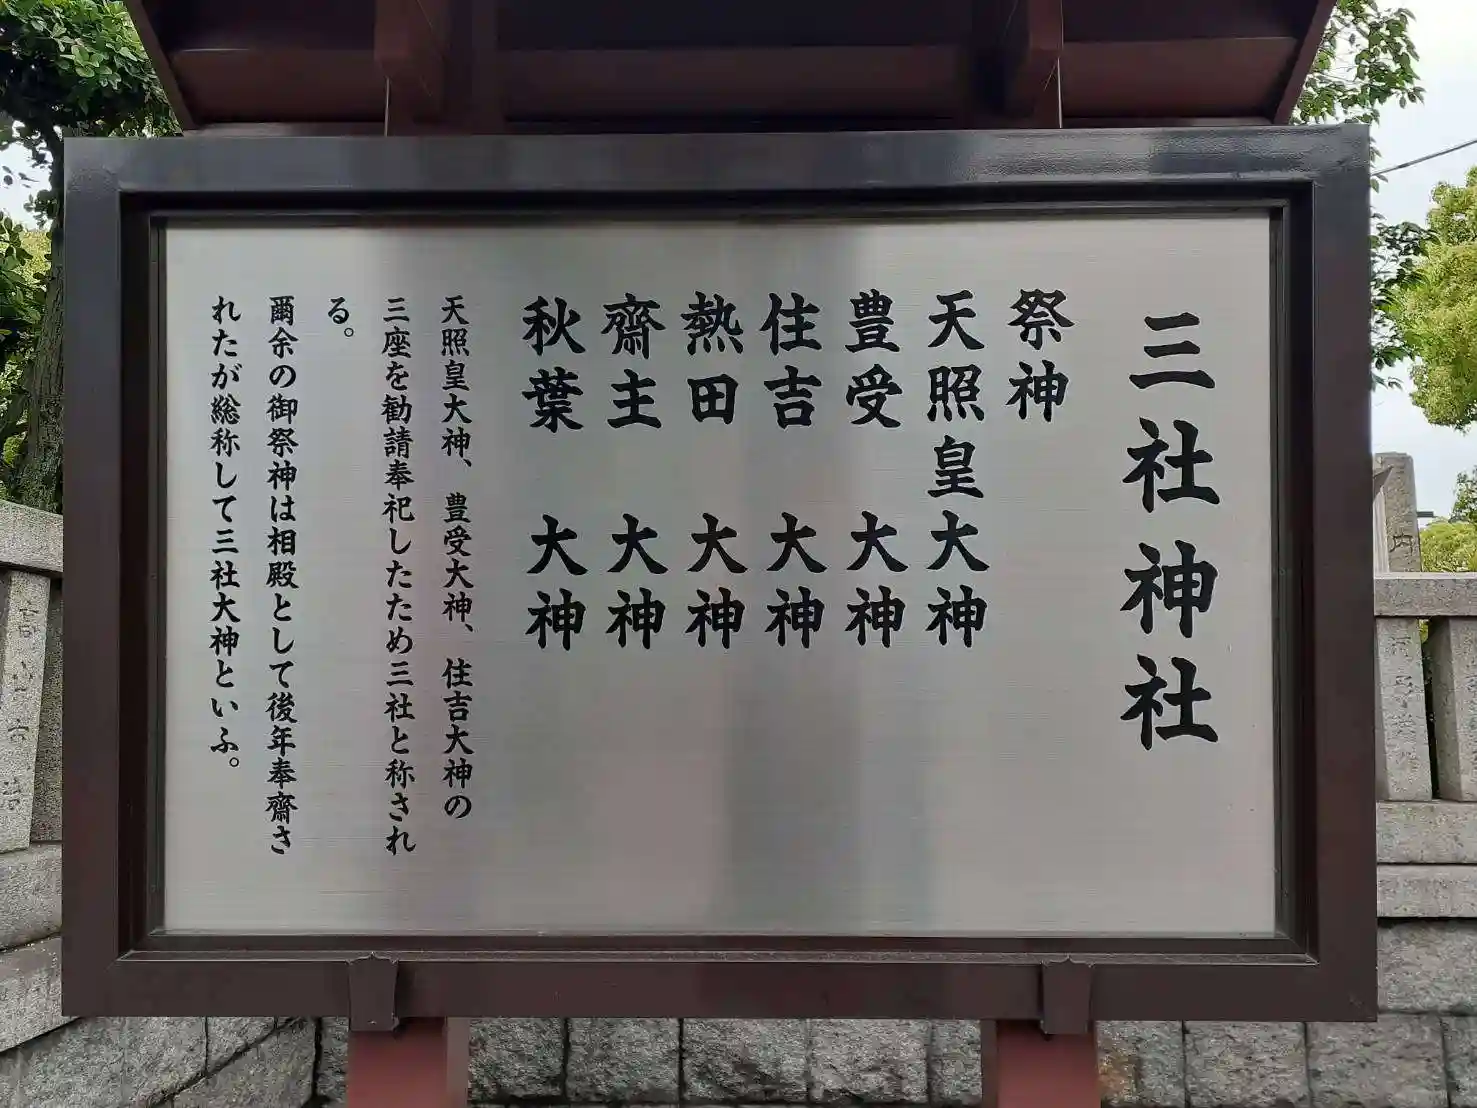 三社神社
祭神
天照皇大神
豊受 大神
住吉 大神
熱田 大神
齋主 大神
秋葉 大神
天照皇大神、豊受大神、住吉大神の
三座を勧請奉祀したため三社と称され
る。
爾余の御祭神は相殿として後年奉齋さ
れたが総称して三社大神といふ。